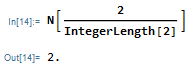 In[14]:= N[2/IntegerLength[2]]
Out[14]= 2.